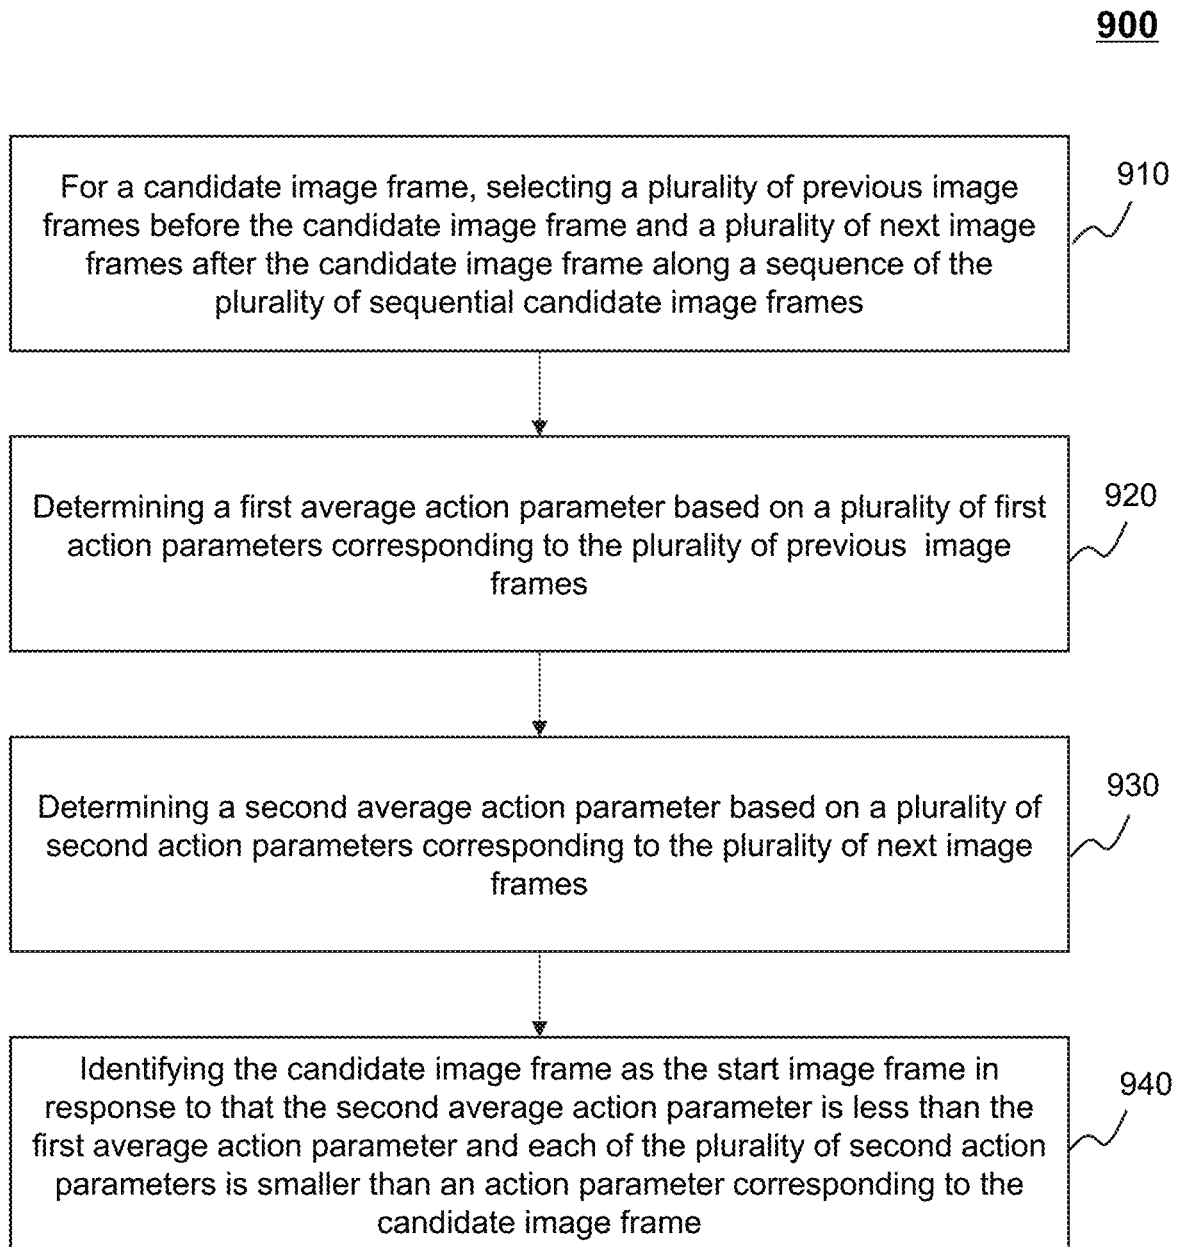 900
For a candidate image frame, selecting a plurality of previous image
frames before the candidate image frame and a plurality of next image
frames after the candidate image frame along a sequence of the
plurality of sequential candidate image frames
910
Determining a first average action parameter based on a plurality of first
action parameters corresponding to the plurality of previous image
frames
920
Determining a second average action parameter based on a plurality of
second action parameters corresponding to the plurality of next image
frames
930
Identifying the candidate image frame as the start image frame in
response to that the second average action parameter is less than the
first average action parameter and each of the plurality of second action
parameters is smaller than an action parameter corresponding to the
candidate image frame
940